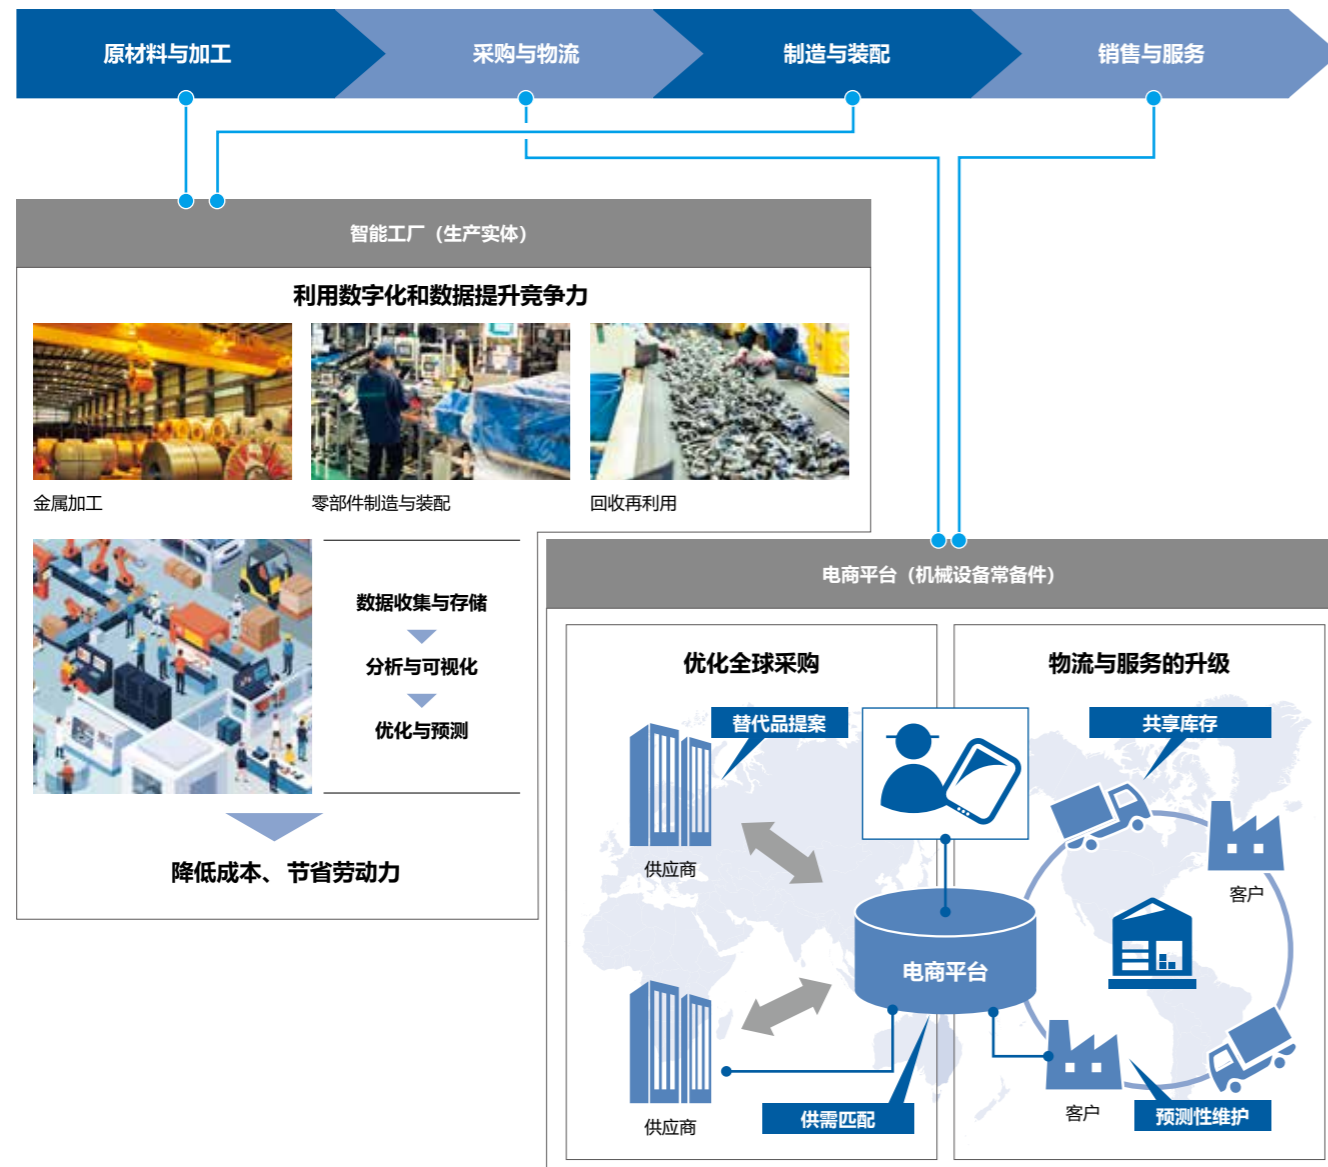 原材料与加工
采购与物流
制造与装配
销售与服务
智能工厂（生产实体）
利用数字化和数据提升竞争力
金属加工
零部件制造与装配
回收再利用
数据收集与存储
分析与可视化
优化与预测
降低成本、节省劳动力
电商平台（机械设备常备件）
优化全球采购
物流与服务的升级
替代品提案
共享库存
供应商
客户
电商平台
供应商
供需匹配
客户
预测性维护